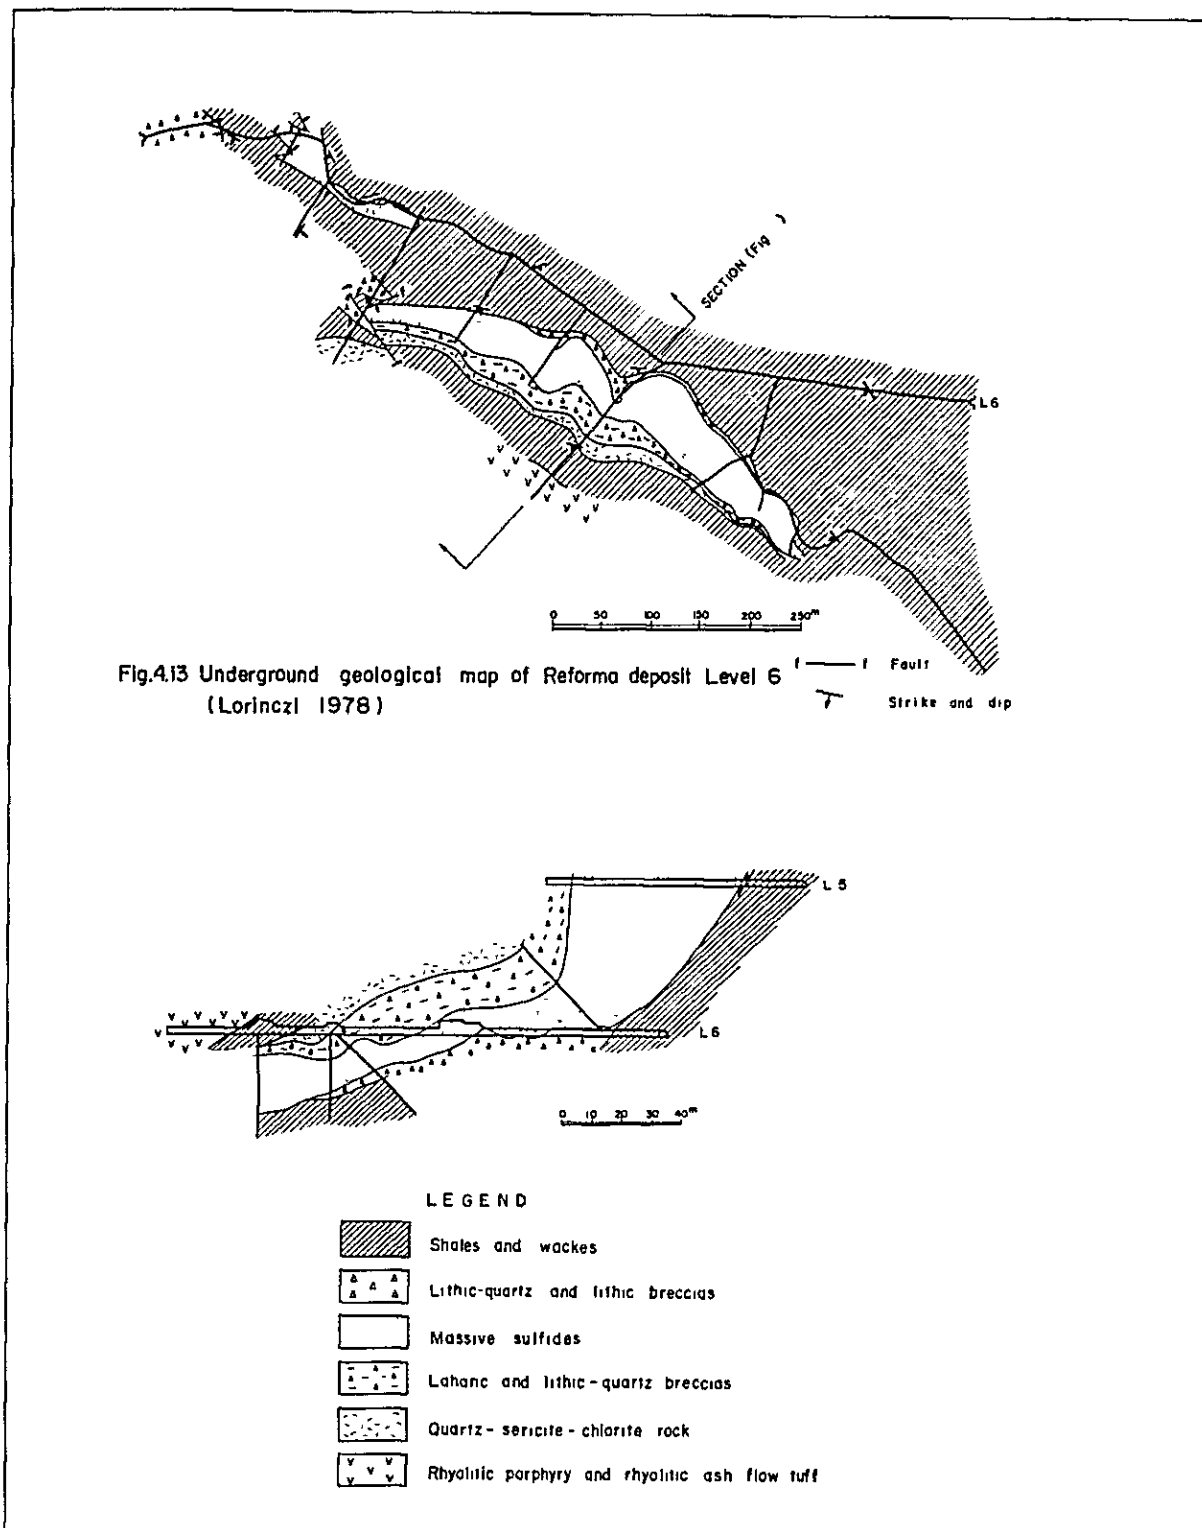 SECTION (Fig )
L6
0 50 100 150 200 250m
Fig.4.13 Underground geological map of Reforma deposit Level 6
(Lorinczi 1978)
f f Fault
Strike and dip
L 5
L6
0 10 20 30 40m
LEGEND
Shales and wackes
Lithic-quartz and lithic breccias
Massive sulfides
Laharic and lithic-quartz breccias
Quartz-sericite-chlorite rock
Rhyolitic porphyry and rhyolitic ash flow tuff